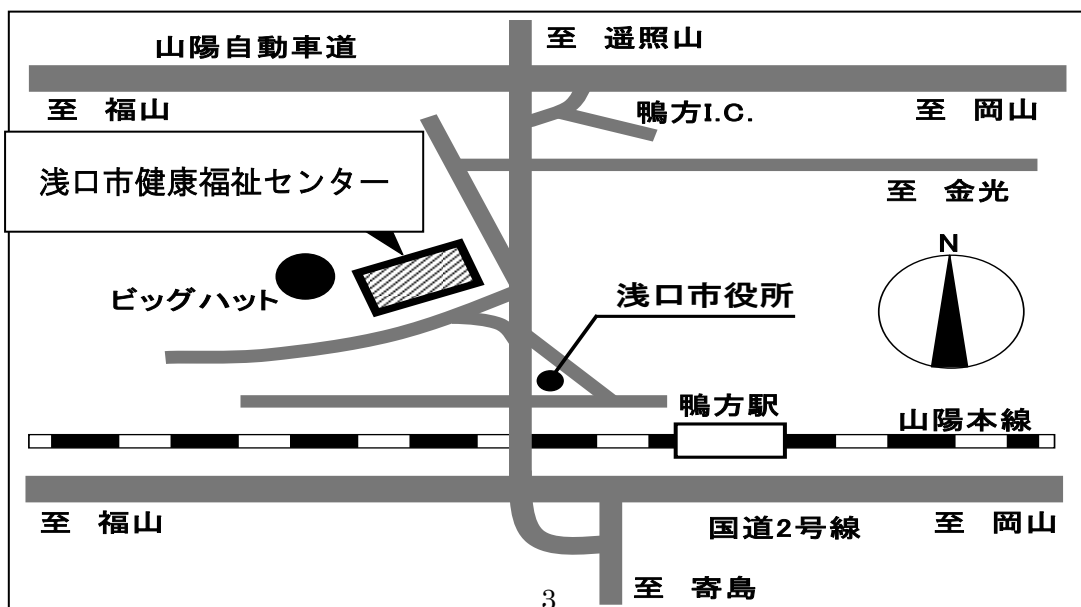 山陽自動車道
至 遥照山
至 福山
鴨方I.C.
至 岡山
浅口市健康福祉センター
至 金光
N
ビッグハット
浅口市役所
鴨方駅
山陽本線
至 福山
国道2号線
至 岡山
至 寄島
3